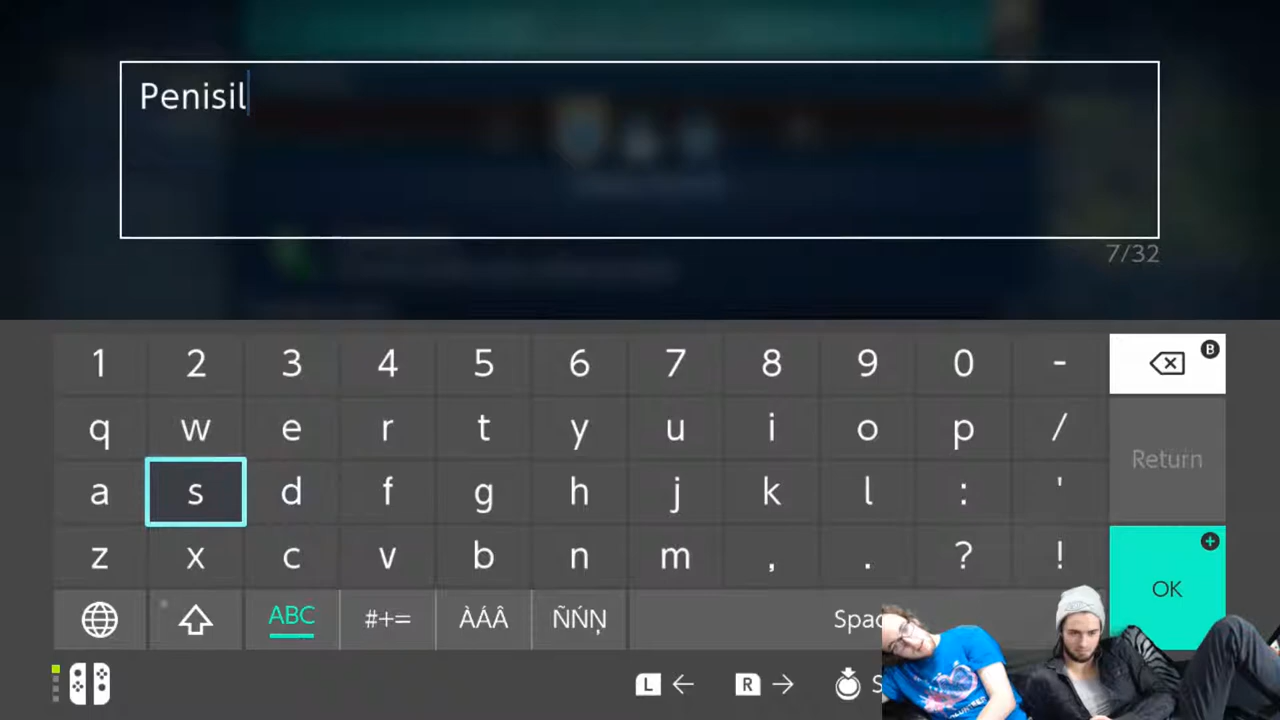 Penisil
7/32
1 2 3 4 5 6 7 8 9 0 - B
q w e r t y u i o p /
Return
a s d f g h j k l : '
z x c v b n m , . ? ! +
OK
ABC #+= ÀÁÂ ÑŃŅ Spac
L ← R → S